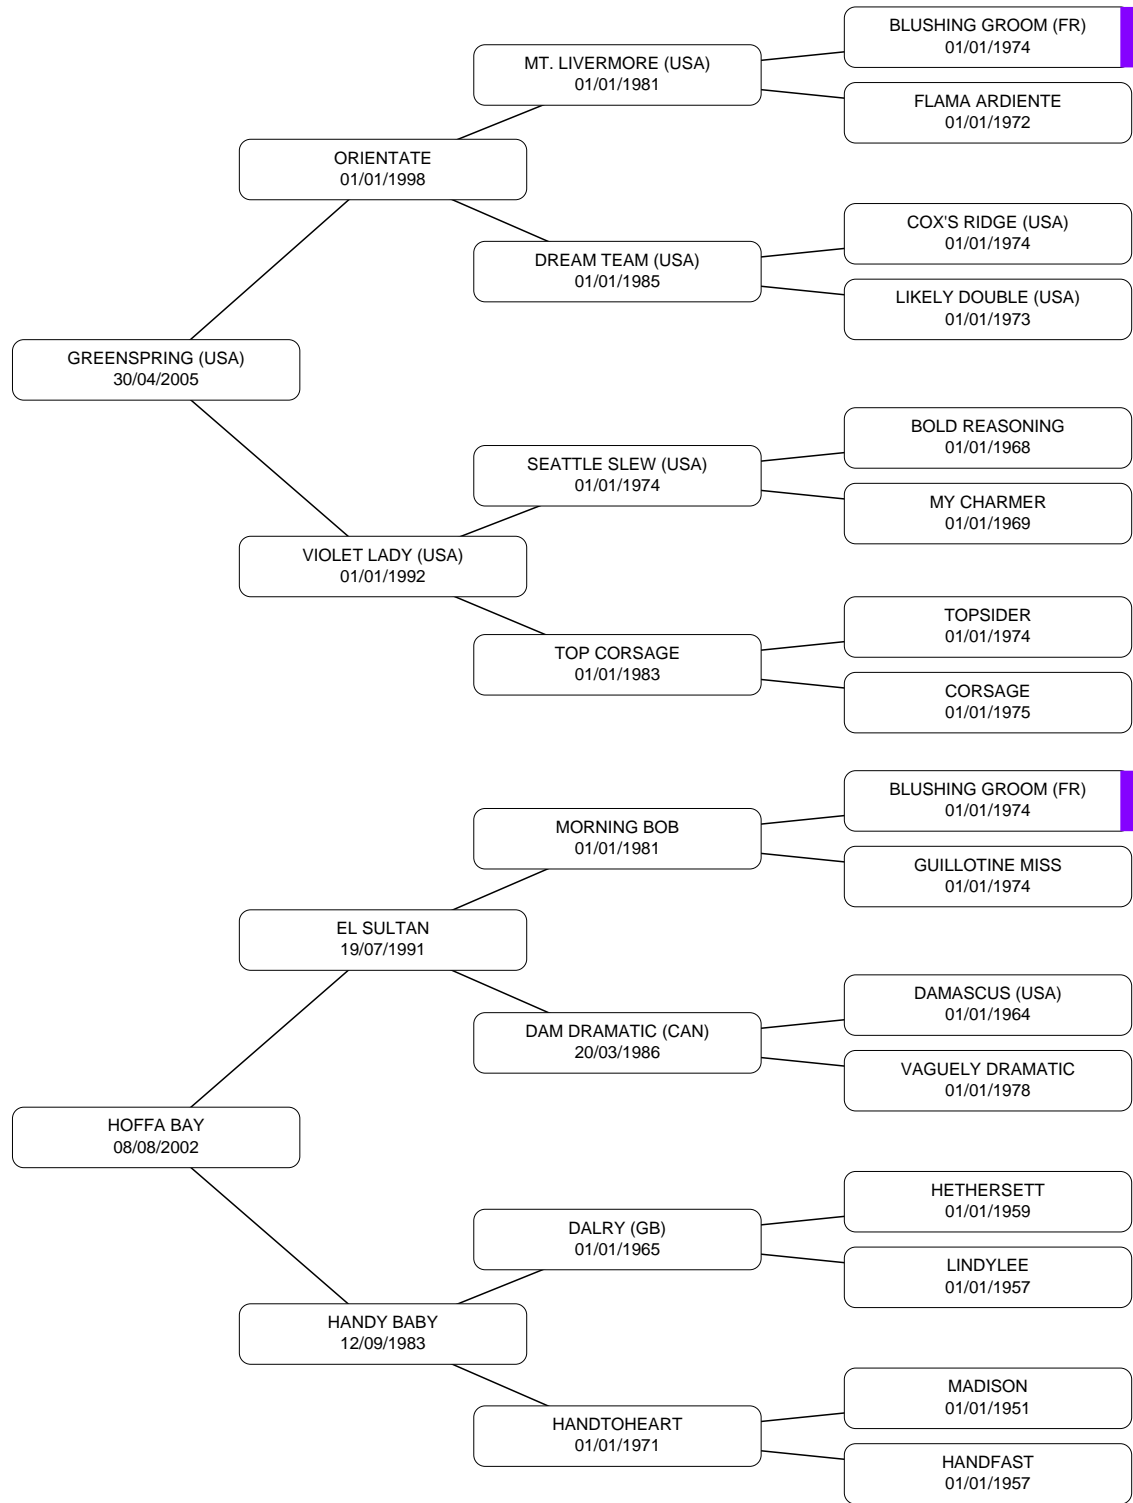 BLUSHING GROOM (FR)
01/01/1974
MT. LIVERMORE (USA)
01/01/1981
FLAMA ARDIENTE
01/01/1972
ORIENTATE
01/01/1998
COX'S RIDGE (USA)
01/01/1974
DREAM TEAM (USA)
01/01/1985
LIKELY DOUBLE (USA)
01/01/1973
GREENSPRING (USA)
30/04/2005
BOLD REASONING
01/01/1968
SEATTLE SLEW (USA)
01/01/1974
MY CHARMER
01/01/1969
VIOLET LADY (USA)
01/01/1992
TOPSIDER
01/01/1974
TOP CORSAGE
01/01/1983
CORSAGE
01/01/1975
BLUSHING GROOM (FR)
01/01/1974
MORNING BOB
01/01/1981
GUILLOTINE MISS
01/01/1974
EL SULTAN
19/07/1991
DAMASCUS (USA)
01/01/1964
DAM DRAMATIC (CAN)
20/03/1986
VAGUELY DRAMATIC
01/01/1978
HOFFA BAY
08/08/2002
HETHERSETT
01/01/1959
DALRY (GB)
01/01/1965
LINDYLEE
01/01/1957
HANDY BABY
12/09/1983
MADISON
01/01/1951
HANDTOHEART
01/01/1971
HANDFAST
01/01/1957